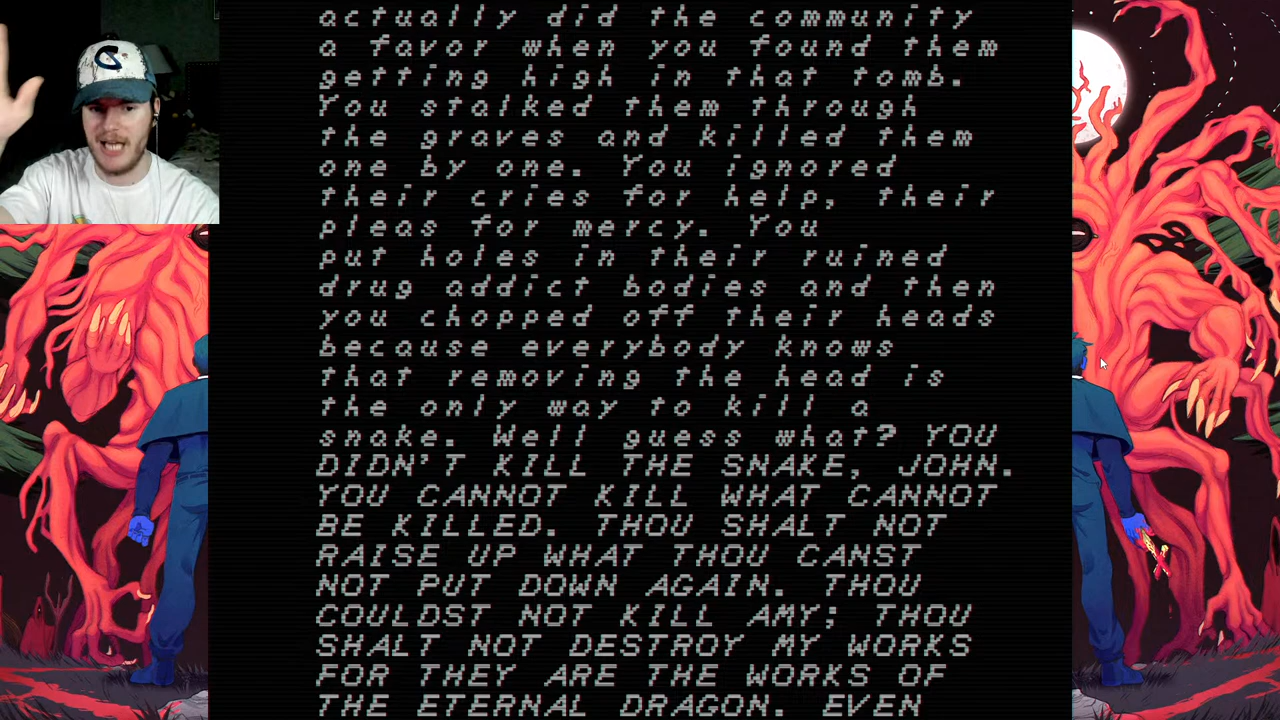 actually did the community
a favor when you found them
getting high in that tomb.
You stalked them through
the graves and killed them
one by one. You ignored
their cries for help, their
pleas for mercy. You
put holes in their ruined
drug addict bodies and then
you chopped off their heads
because everybody knows
that removing the head is
the only way to kill a
snake. Well guess what? YOU
DIDN'T KILL THE SNAKE, JOHN.
YOU CANNOT KILL WHAT CANNOT
BE KILLED. THOU SHALT NOT
RAISE UP WHAT THOU CANST
NOT PUT DOWN AGAIN. THOU
COULDST NOT KILL AMY; THOU
SHALT NOT DESTROY MY WORKS
FOR THEY ARE THE WORKS OF
THE ETERNAL DRAGON. EVEN